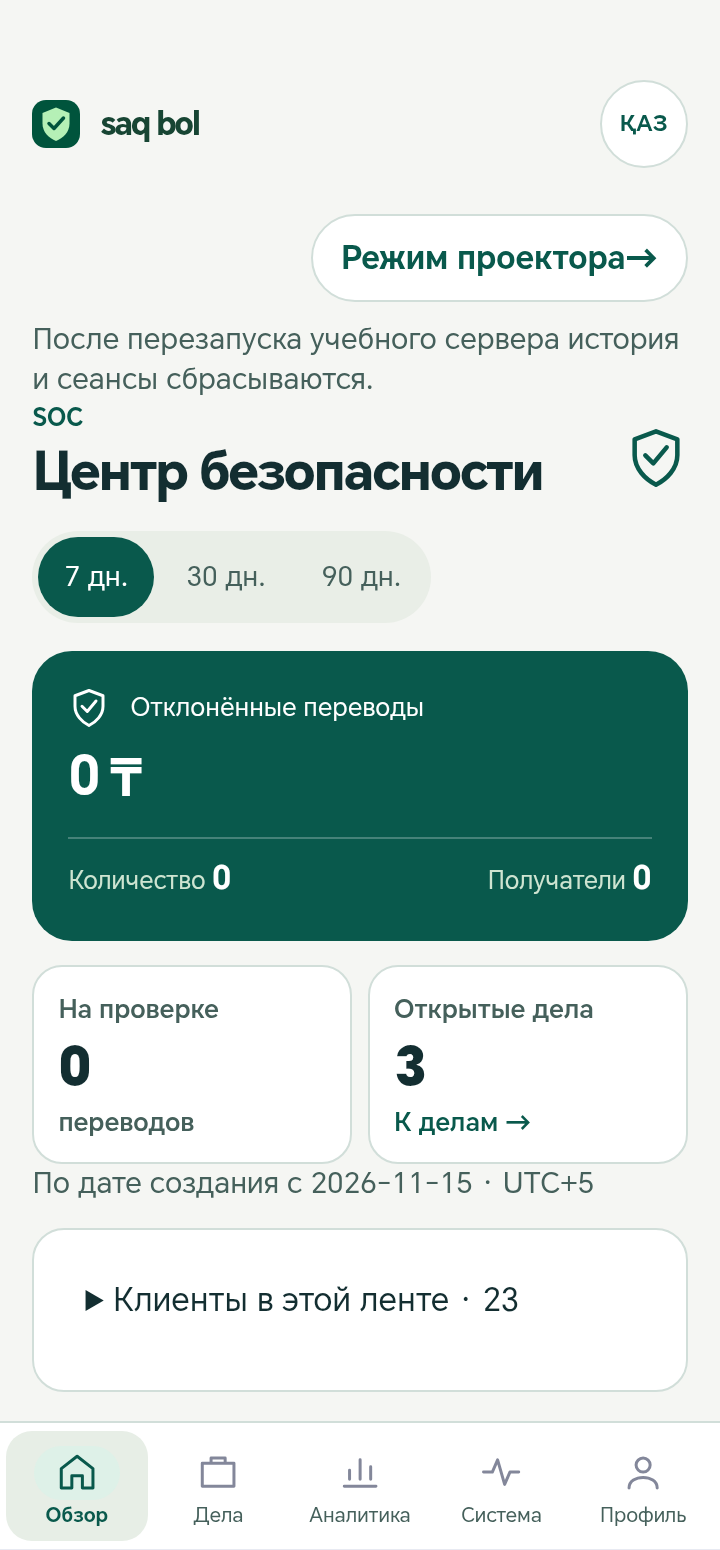 saq bol
ҚАЗ
Режим проектора→
После перезапуска учебного сервера история
и сеансы сбрасываются.
SOC
Центр безопасности
7 дн. 30 дн. 90 дн.
Отклонённые переводы
0 ₸
Количество 0 Получатели 0
На проверке
0
переводов
Открытые дела
3
К делам →
По дате создания с 2026-11-15 · UTC+5
▶ Клиенты в этой ленте · 23
Обзор Дела Аналитика Система Профиль